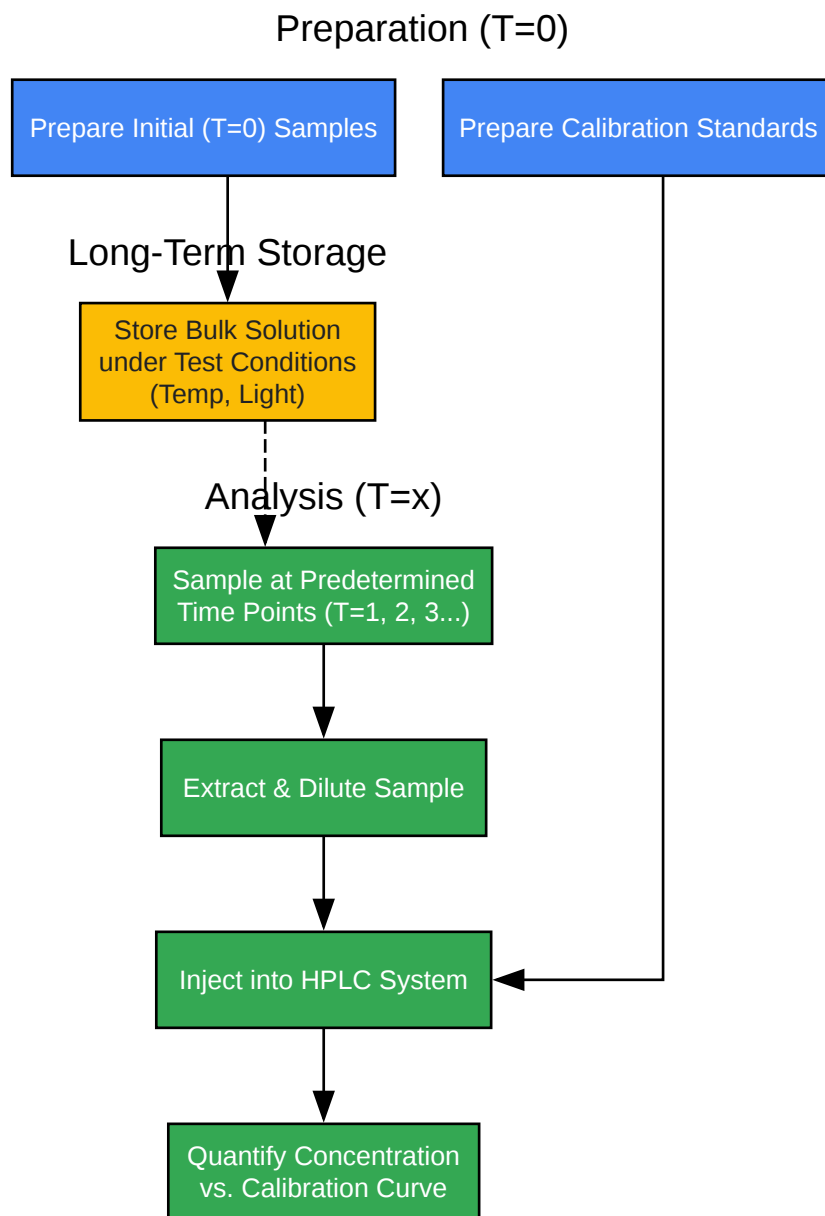 Preparation (T=0)
Prepare Initial (T=0) Samples
Prepare Calibration Standards
Long-Term Storage
Store Bulk Solution
under Test Conditions
(Temp, Light)
Analysis (T=x)
Sample at Predetermined
Time Points (T=1, 2, 3...)
Extract & Dilute Sample
Inject into HPLC System
Quantify Concentration
vs. Calibration Curve